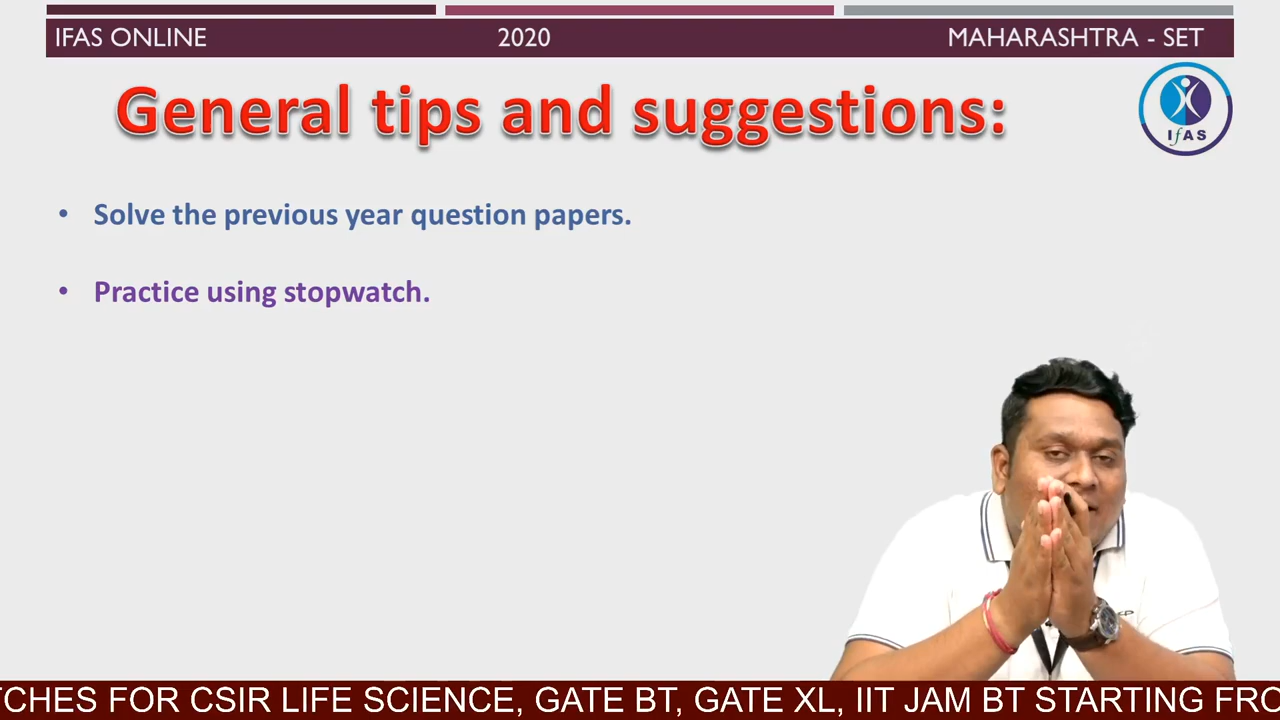 IFAS ONLINE 2020 MAHARASHTRA - SET
General tips and suggestions:
IfAS
• Solve the previous year question papers.
• Practice using stopwatch.
TCHES FOR CSIR LIFE SCIENCE, GATE BT, GATE XL, IIT JAM BT STARTING FRO